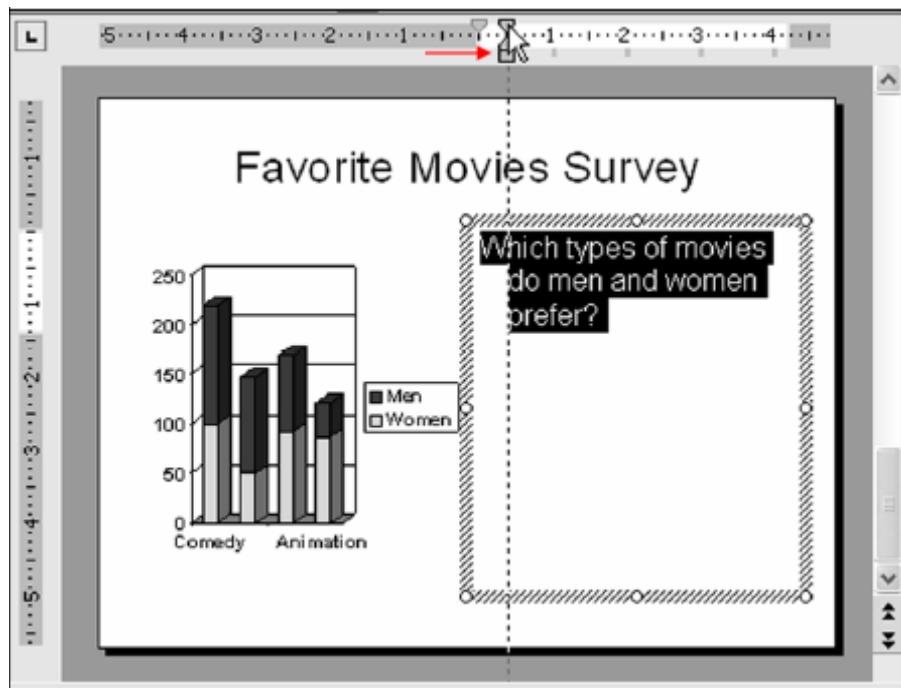 5 4 3 2 1 1 2 3 4
Favorite Movies Survey
Which types of movies
do men and women
prefer?
250
200
150
100
50
0
Men
Women
Comedy Animation
1
1
2
3
4
5